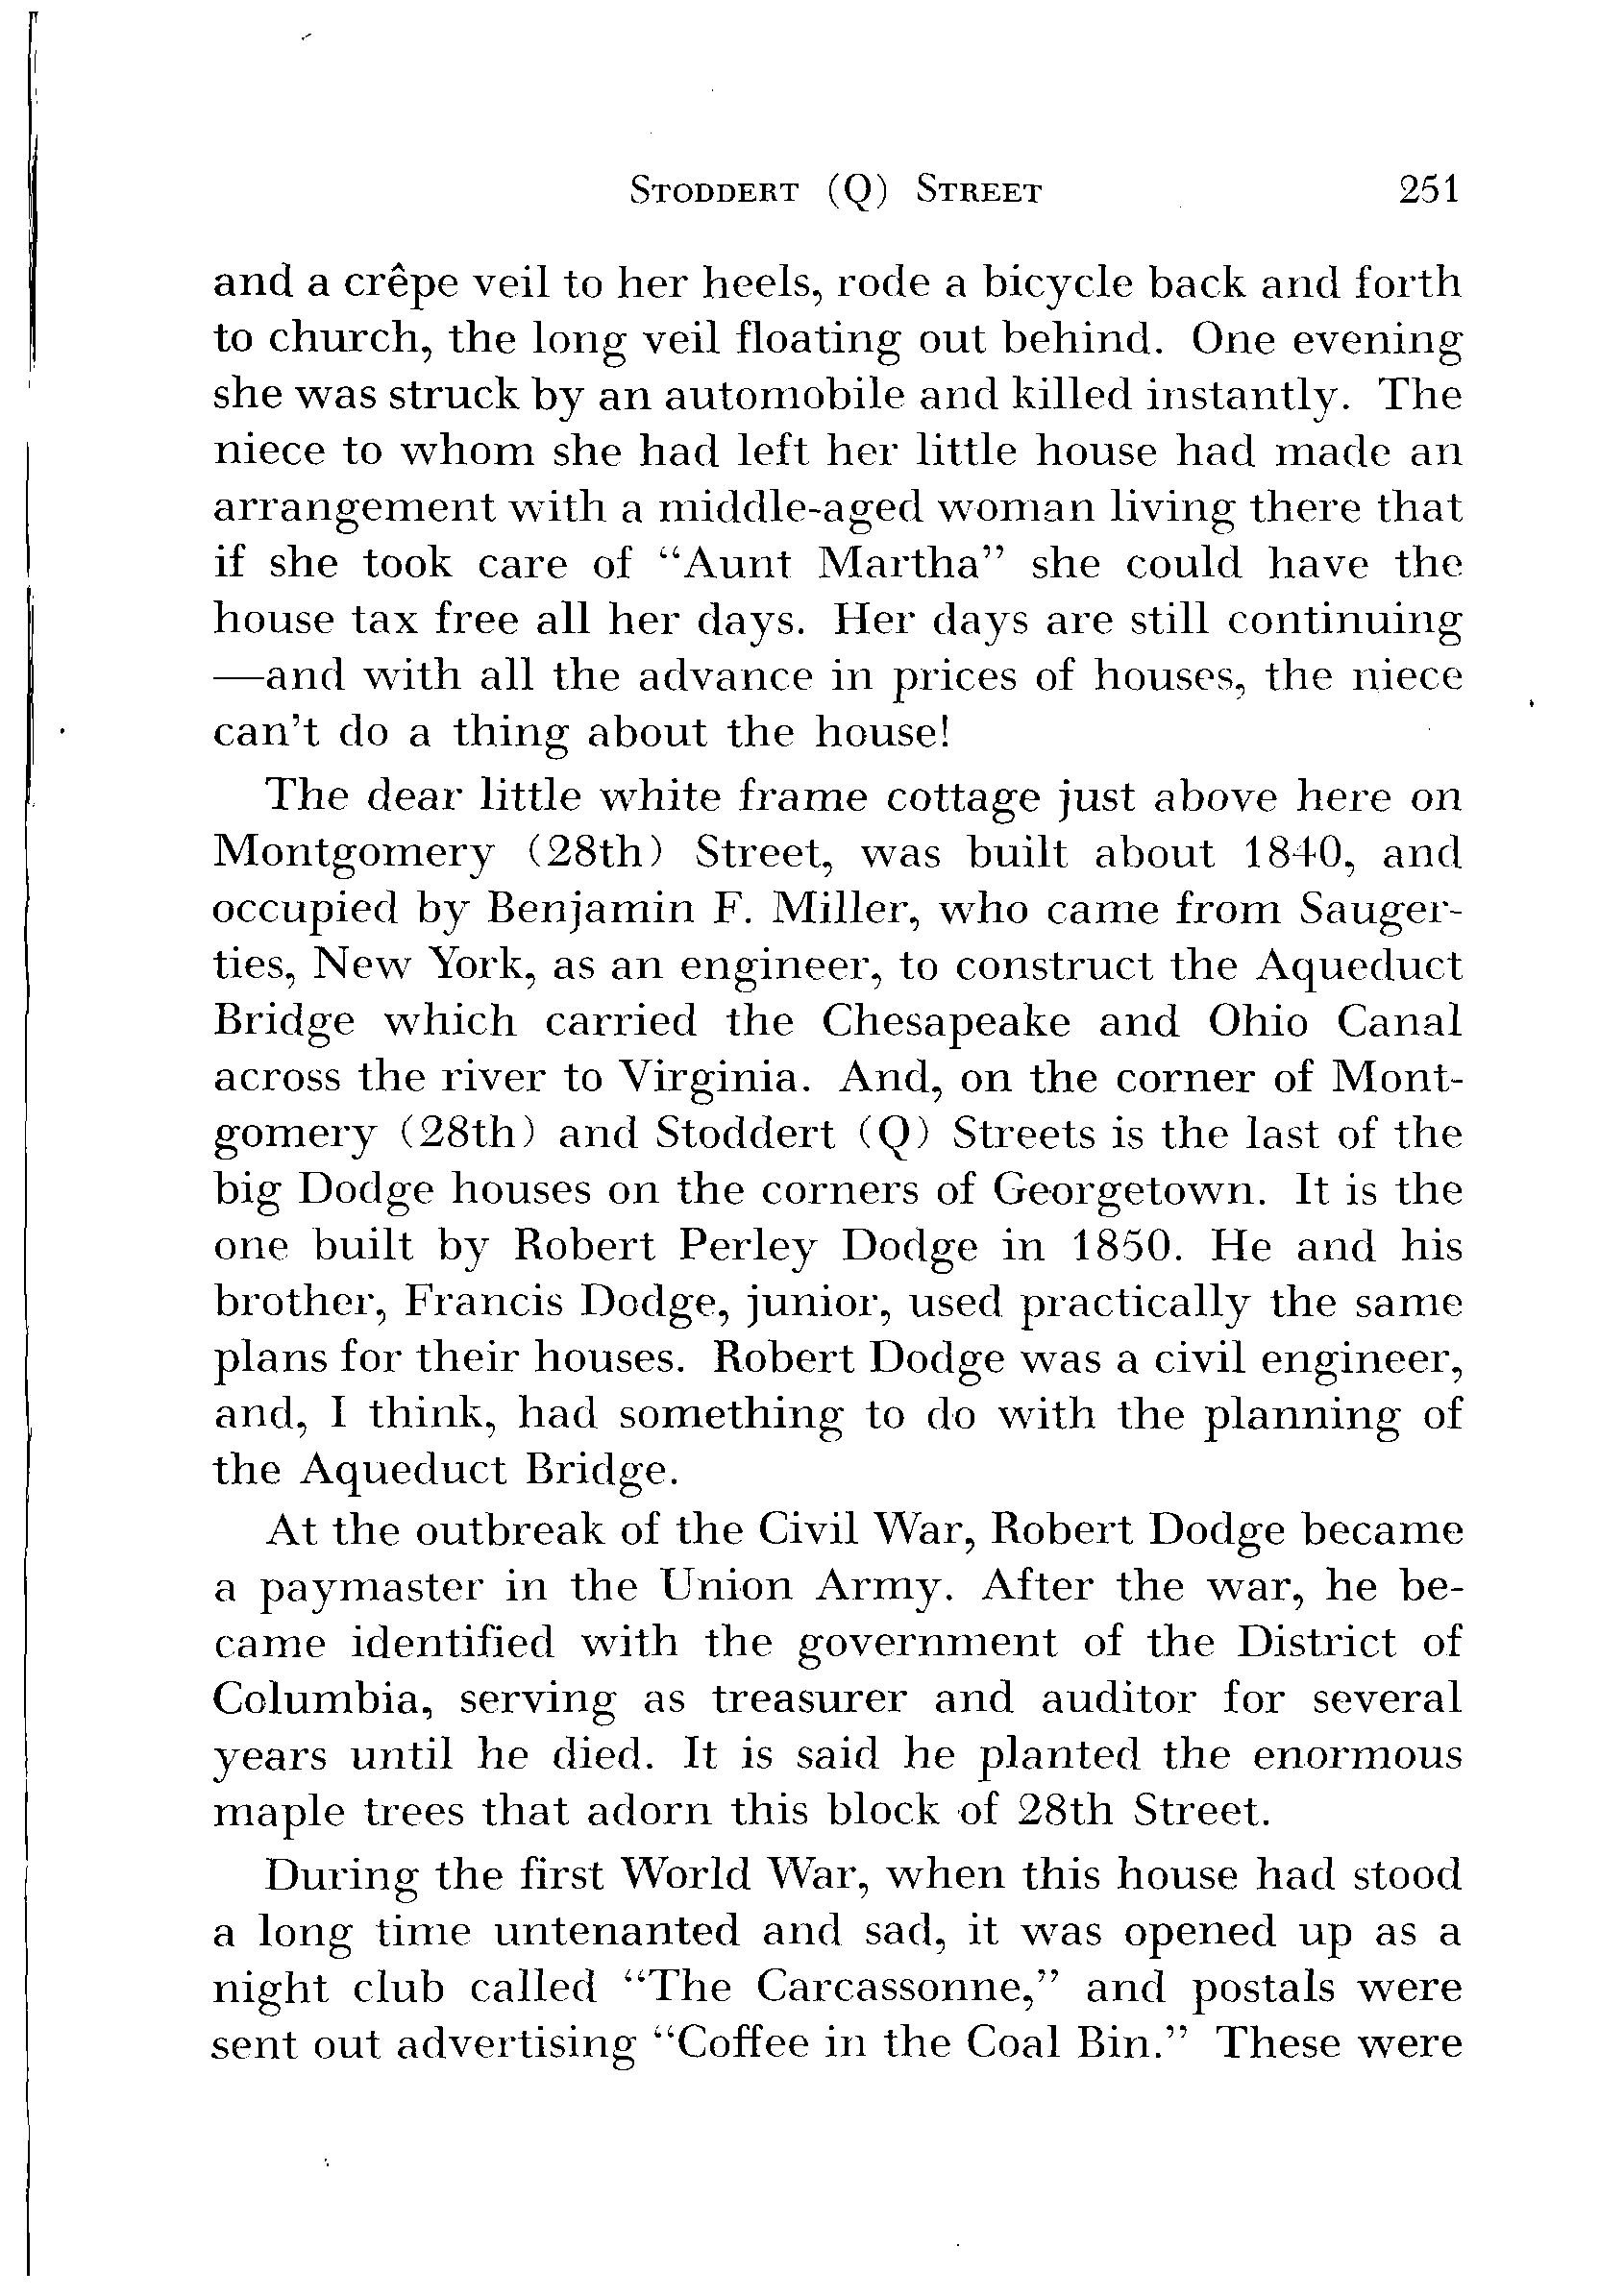 STODDERT (Q) STREET 251
and a crêpe veil to her heels, rode a bicycle back and forth
to church, the long veil floating out behind. One evening
she was struck by an automobile and killed instantly. The
niece to whom she had left her little house had made an
arrangement with a middle-aged woman living there that
if she took care of “Aunt Martha” she could have the
house tax free all her days. Her days are still continuing
—and with all the advance in prices of houses, the niece
can't do a thing about the house!
The dear little white frame cottage just above here on
Montgomery (28th) Street, was built about 1840, and
occupied by Benjamin F. Miller, who came from Sauger-
ties, New York, as an engineer, to construct the Aqueduct
Bridge which carried the Chesapeake and Ohio Canal
across the river to Virginia. And, on the corner of Mont-
gomery (28th) and Stoddert (Q) Streets is the last of the
big Dodge houses on the corners of Georgetown. It is the
one built by Robert Perley Dodge in 1850. He and his
brother, Francis Dodge, junior, used practically the same
plans for their houses. Robert Dodge was a civil engineer,
and, I think, had something to do with the planning of
the Aqueduct Bridge.
At the outbreak of the Civil War, Robert Dodge became
a paymaster in the Union Army. After the war, he be-
came identified with the government of the District of
Columbia, serving as treasurer and auditor for several
years until he died. It is said he planted the enormous
maple trees that adorn this block of 28th Street.
During the first World War, when this house had stood
a long time untenanted and sad, it was opened up as a
night club called “The Carcassonne,” and postals were
sent out advertising “Coffee in the Coal Bin.” These were